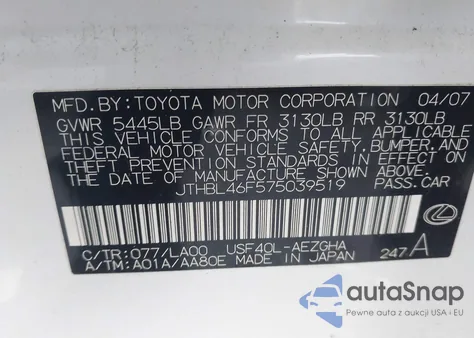 MFD. BY: TOYOTA MOTOR CORPORATION 04/07
GVWR 5445LB GAWR FR 3130LB RR 3130LB
THIS VEHICLE CONFORMS TO ALL APPLICABLE
FEDERAL MOTOR VEHICLE SAFETY, BUMPER, AND
THEFT PREVENTION STANDARDS IN EFFECT ON
THE DATE OF MANUFACTURE SHOWN ABOVE.
JTHBL46F575039519 PASS. CAR
C/TR: 077/LA00 USF40L-AEZGHA
A/TM: A01A/AA80E MADE IN JAPAN 247 A
autoSnap
Pewne auta z aukcji USA i EU